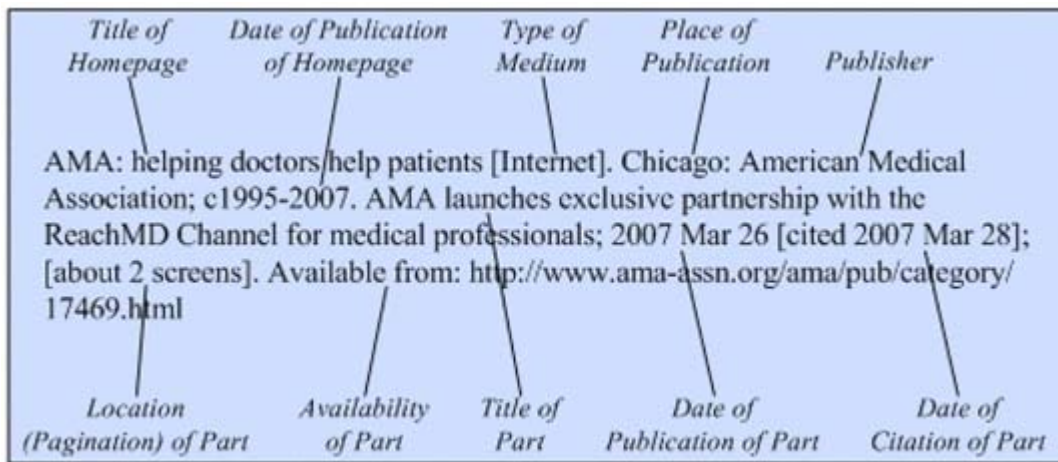 Title of Date of Publication Type of Place of
Homepage of Homepage Medium Publication Publisher
AMA: helping doctors help patients [Internet]. Chicago: American Medical
Association; c1995-2007. AMA launches exclusive partnership with the
ReachMD Channel for medical professionals; 2007 Mar 26 [cited 2007 Mar 28];
[about 2 screens]. Available from: http://www.ama-assn.org/ama/pub/category/
17469.html
Location Availability Title of Date of Date of
(Pagination) of Part of Part Part Publication of Part Citation of Part